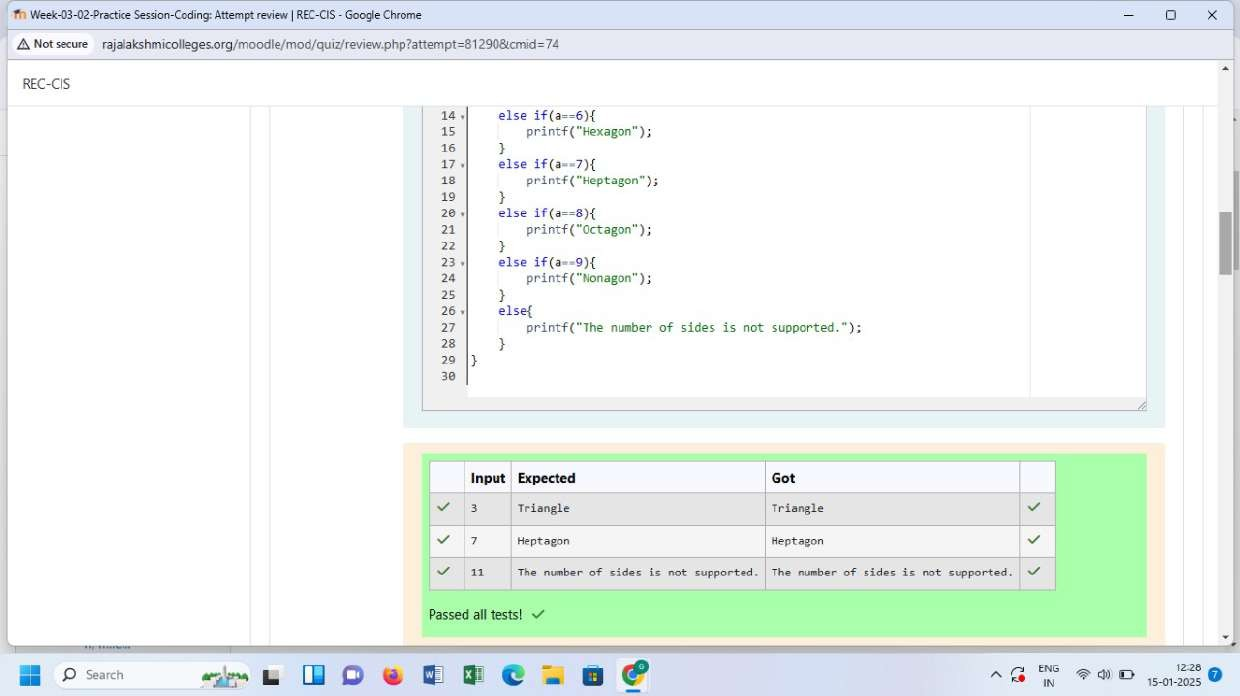 Week-03-02-Practice Session-Coding: Attempt review | REC-CIS - Google Chrome
Not secure rajalakshmicolleges.org/moodle/mod/quiz/review.php?attempt=81290&cmid=74
REC-CIS
14 else if(a==6){
15 printf("Hexagon");
16 }
17 else if(a==7){
18 printf("Heptagon");
19 }
20 else if(a==8){
21 printf("Octagon");
22 }
23 else if(a==9){
24 printf("Nonagon");
25 }
26 else{
27 printf("The number of sides is not supported.");
28 }
29 }
30
Input Expected Got
3 Triangle Triangle
7 Heptagon Heptagon
11 The number of sides is not supported. The number of sides is not supported.
Passed all tests!
Search ENG 12:28
IN 15-01-2025 7